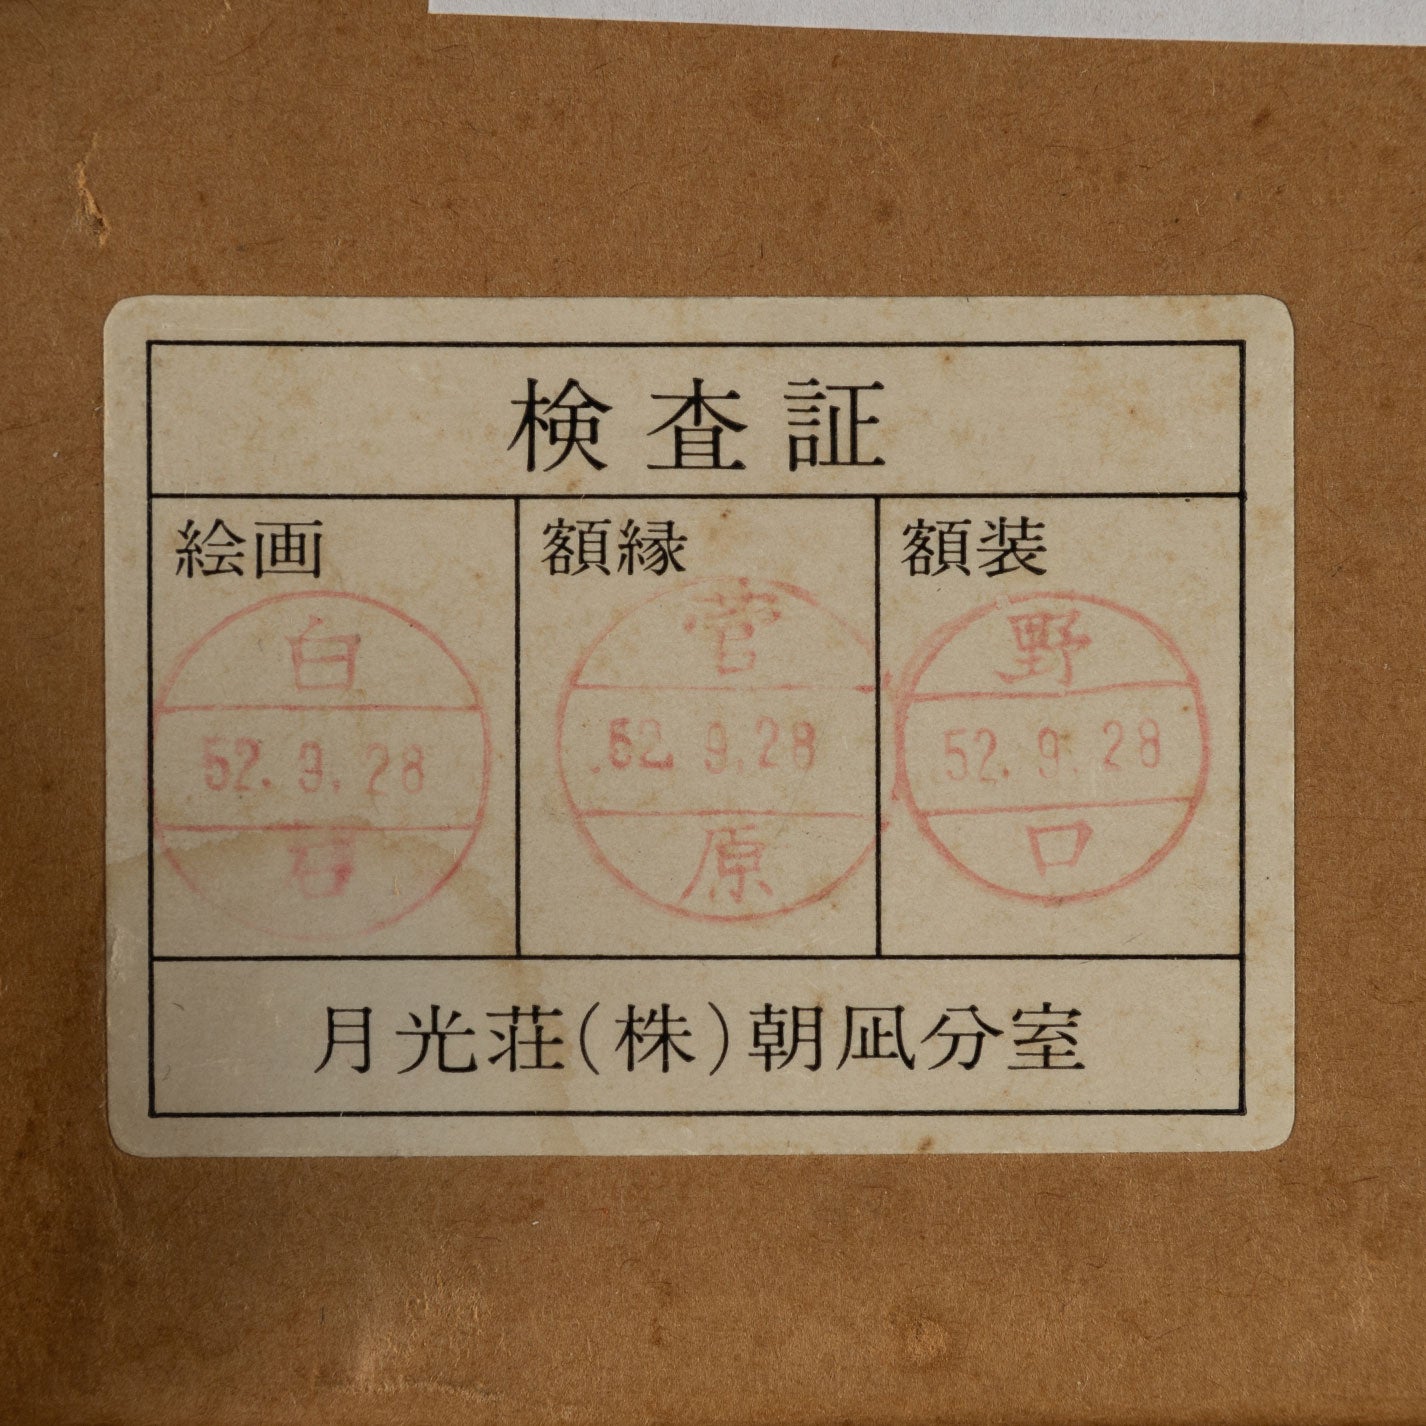 検査証
絵画
白
52.9.28
石
額縁
菅
52.9.28
原
額装
野
52.9.28
口
月光荘(株)朝凪分室